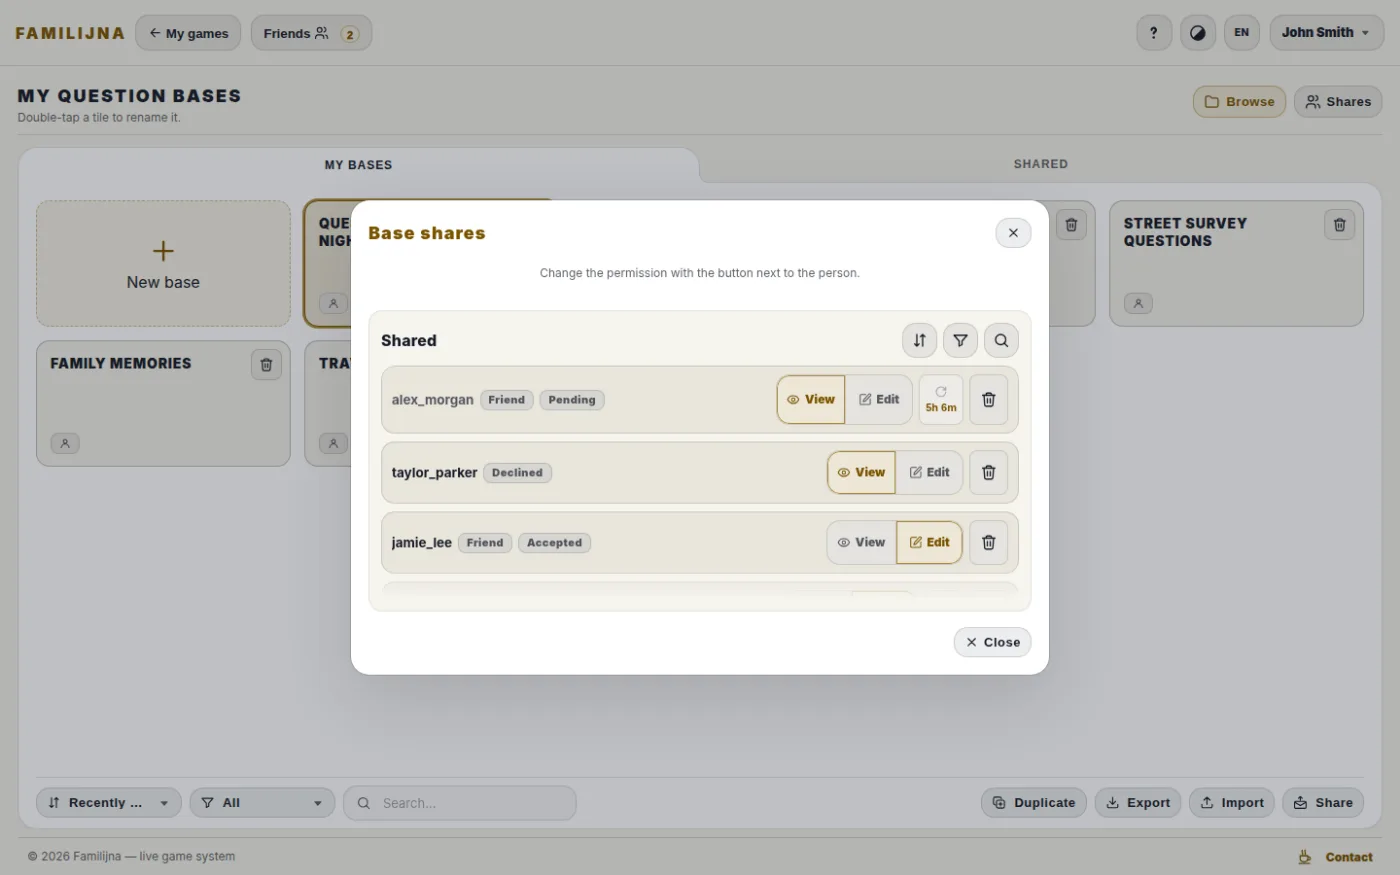 FAMILIJNA
My games
Friends
2
?
EN
John Smith
MY QUESTION BASES
Double-tap a tile to rename it.
Browse
Shares
MY BASES
SHARED
New base
STREET SURVEY
QUESTIONS
FAMILY MEMORIES
Base shares
Change the permission with the button next to the person.
Shared
alex_morgan
Friend
Pending
View
Edit
5h 6m
taylor_parker
Declined
View
Edit
jamie_lee
Friend
Accepted
View
Edit
Close
Recently ...
All
Search...
Duplicate
Export
Import
Share
© 2026 Familijna — live game system
Contact